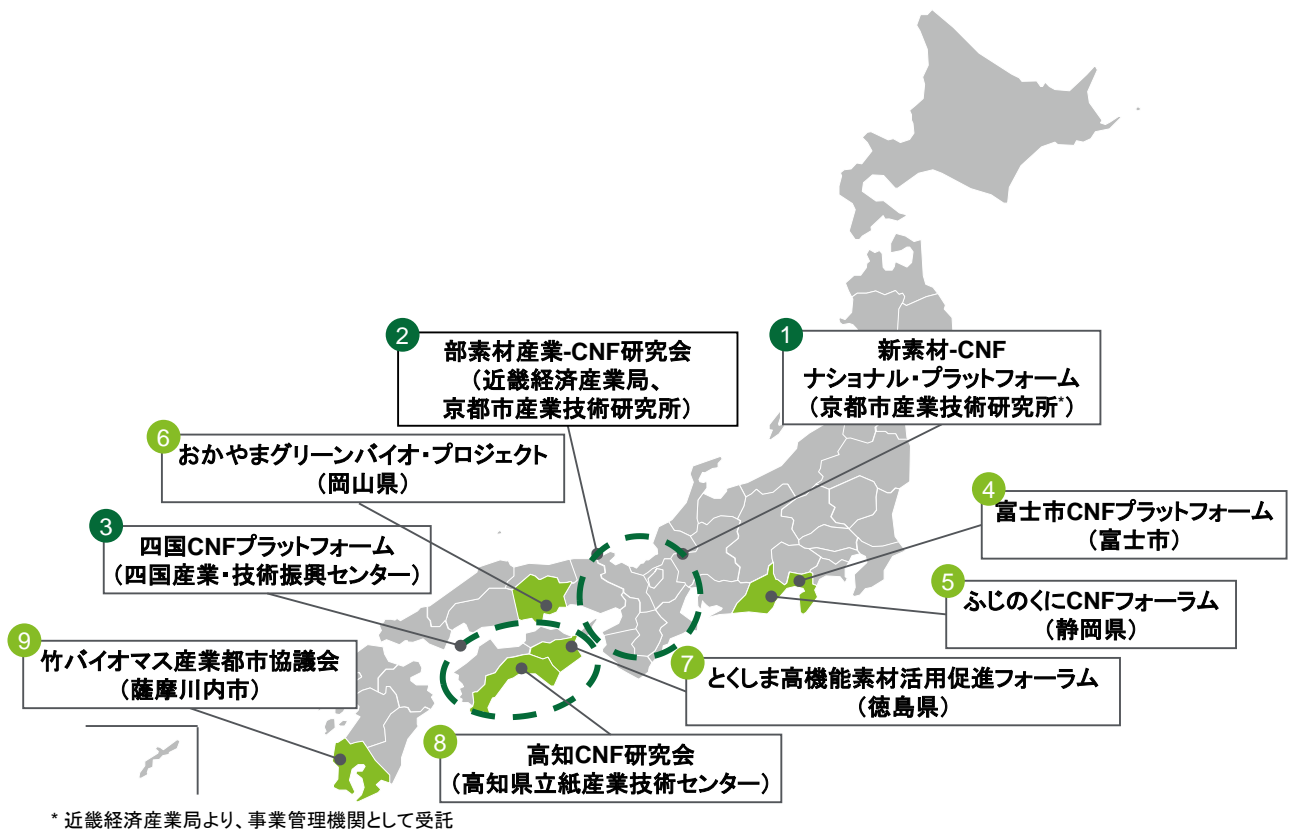 1
新素材-CNF
ナショナル・プラットフォーム
（京都市産業技術研究所*）
2
部素材産業-CNF研究会
（近畿経済産業局、
京都市産業技術研究所）
6
おかやまグリーンバイオ・プロジェクト
（岡山県）
4
富士市CNFプラットフォーム
（富士市）
3
四国CNFプラットフォーム
（四国産業・技術振興センター）
5
ふじのくにCNFフォーラム
（静岡県）
9
竹バイオマス産業都市協議会
（薩摩川内市）
7
とくしま高機能素材活用促進フォーラム
（徳島県）
8
高知CNF研究会
（高知県立紙産業技術センター）
* 近畿経済産業局より、事業管理機関として受託